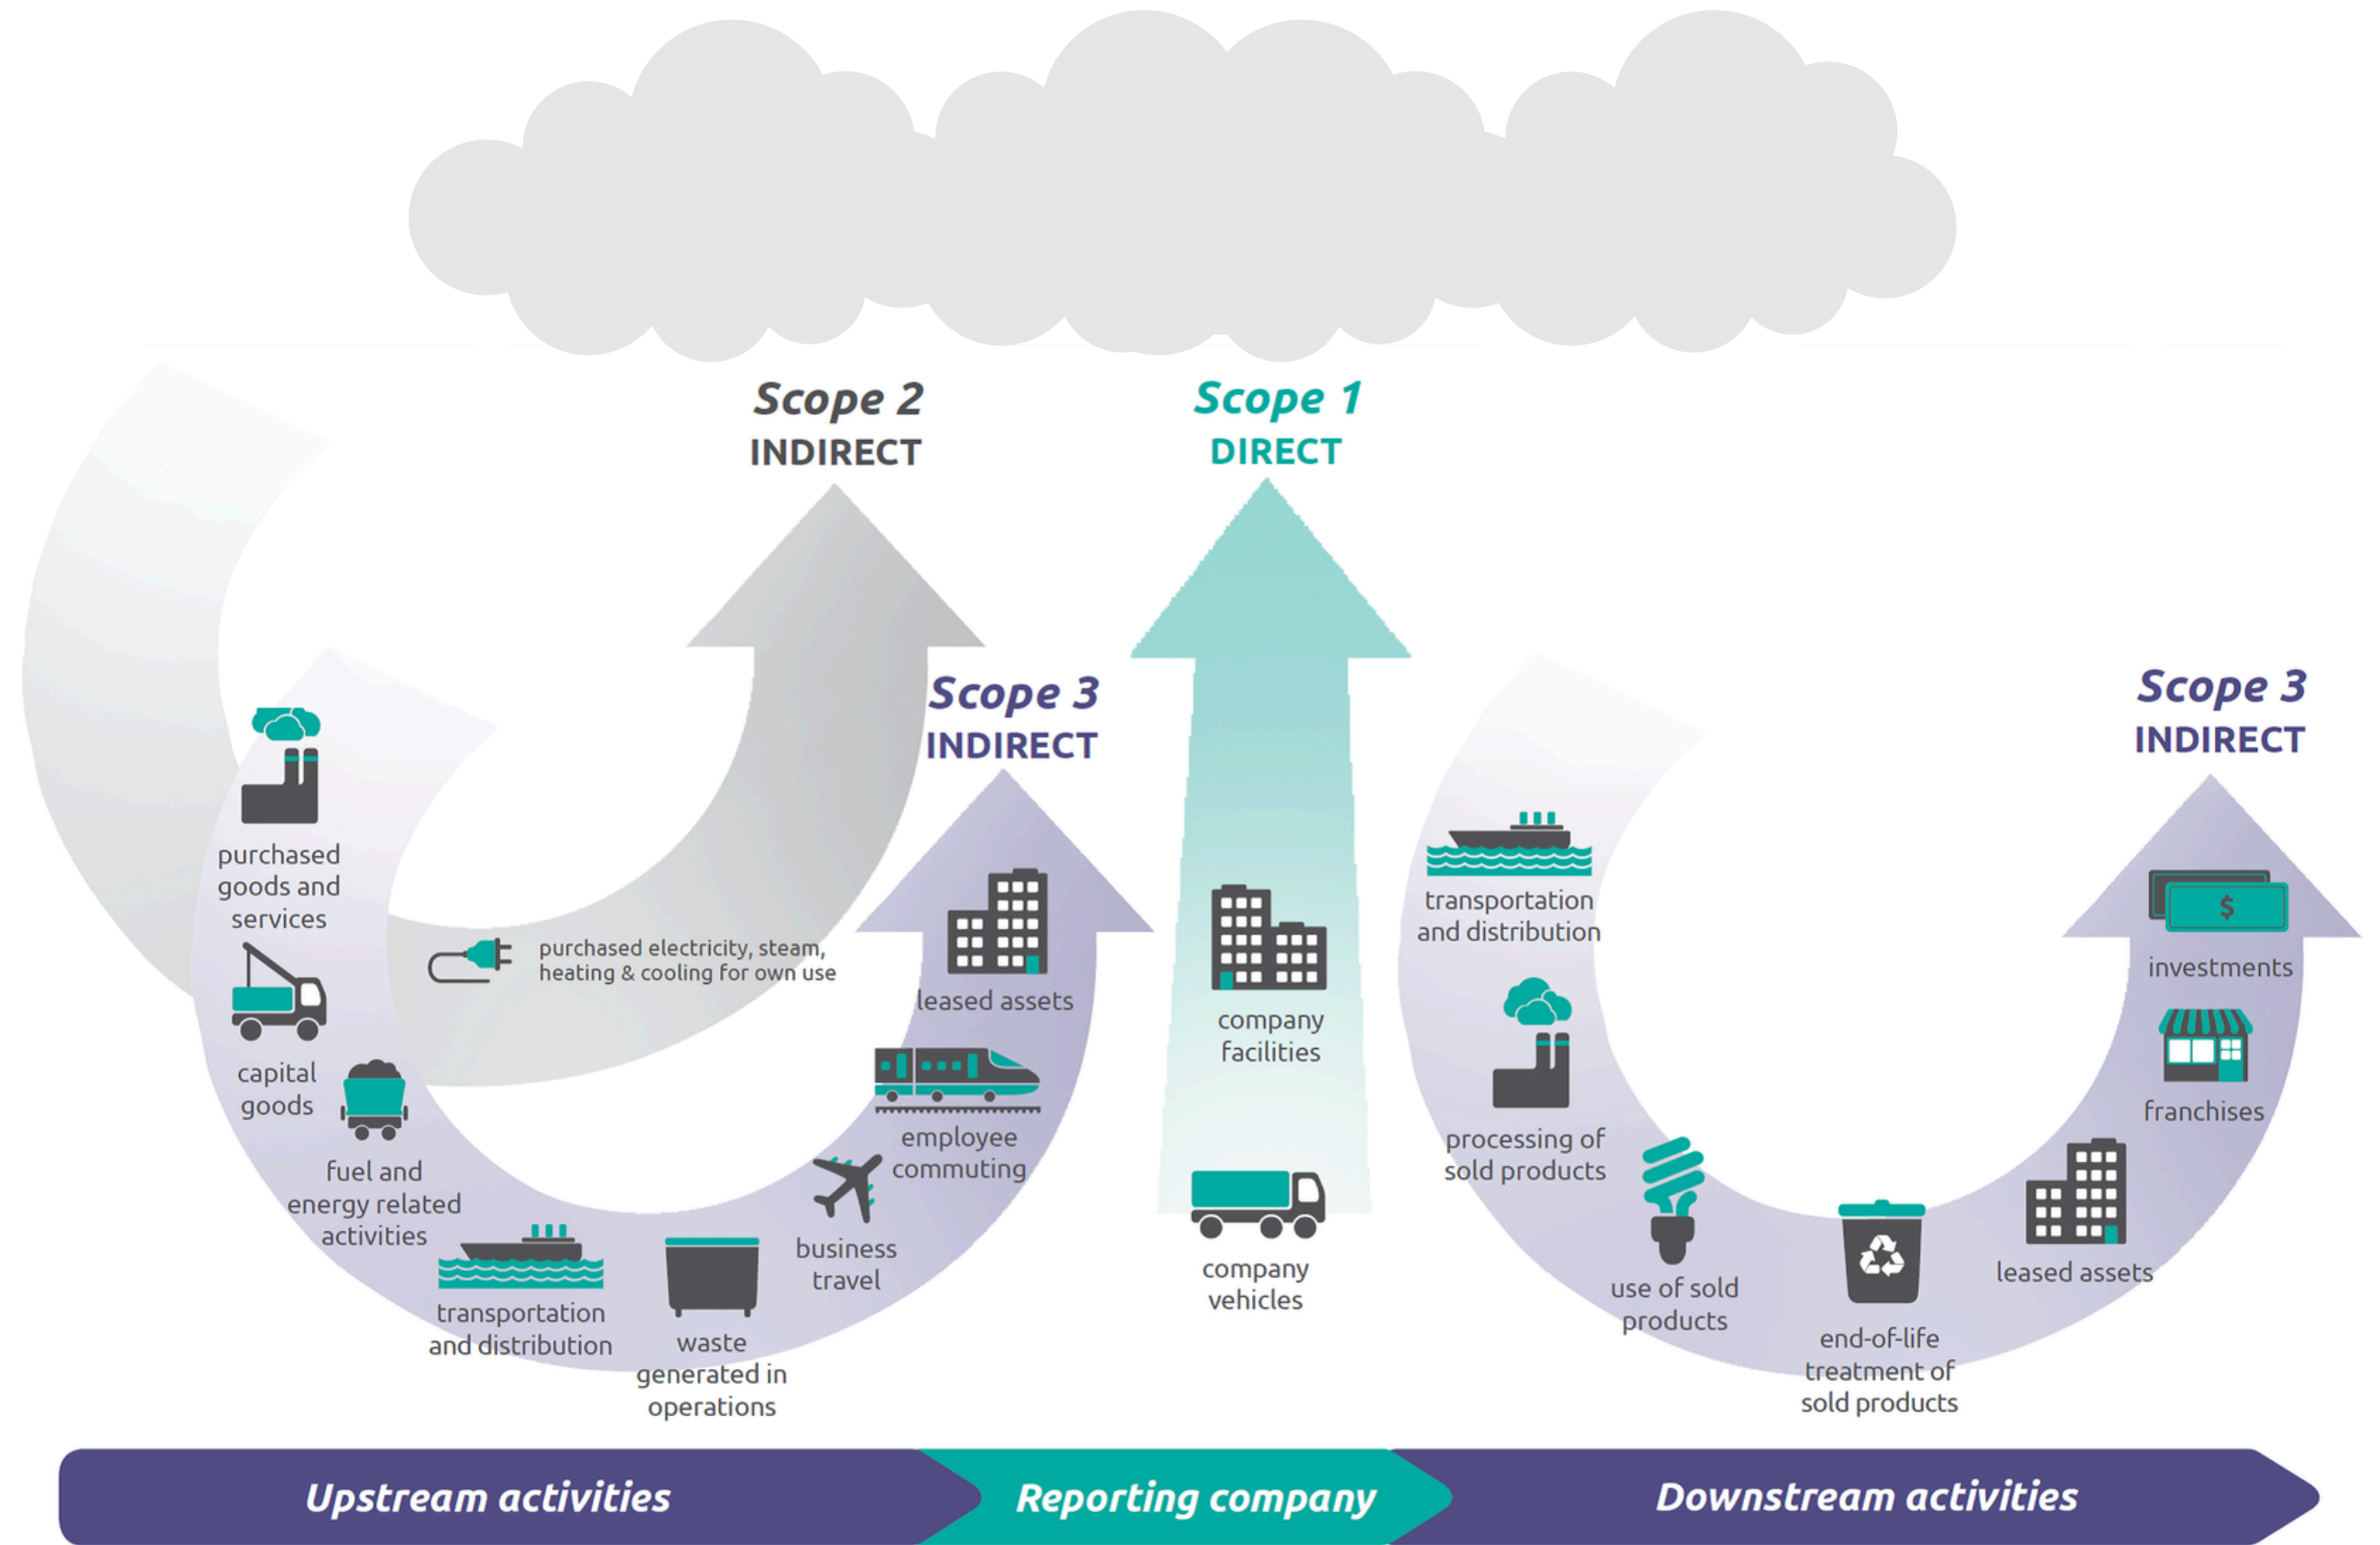 Scope 2
INDIRECT
Scope 1
DIRECT
Scope 3
INDIRECT
Scope 3
INDIRECT
purchased
goods and
services
capital
goods
fuel and
energy related
activities
transportation
and distribution
waste
generated in
operations
business
travel
employee
commuting
leased assets
purchased electricity, steam,
heating & cooling for own use
company
facilities
company
vehicles
transportation
and distribution
processing of
sold products
use of sold
products
end-of-life
treatment of
sold products
leased assets
franchises
$
investments
Upstream activities
Reporting company
Downstream activities